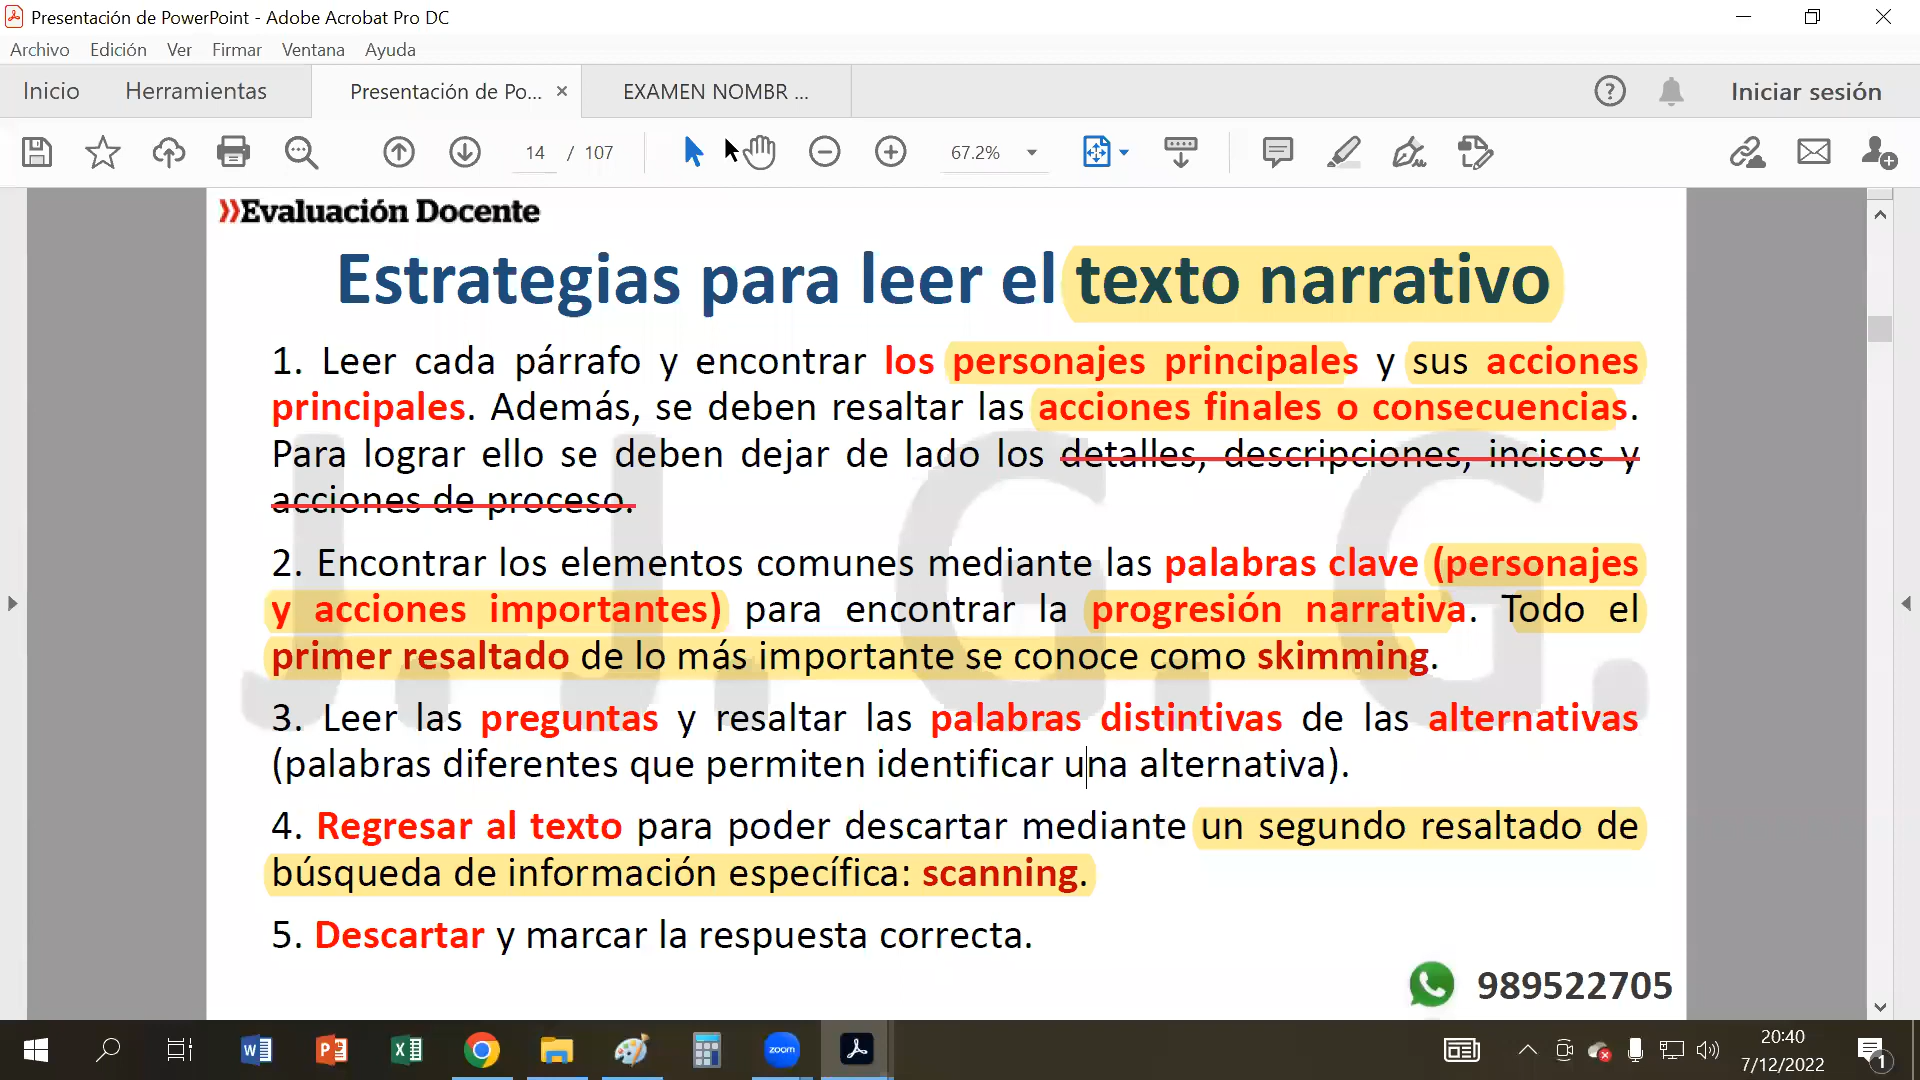 Presentación de PowerPoint - Adobe Acrobat Pro DC
Archivo Edición Ver Firmar Ventana Ayuda
Inicio Herramientas Presentación de Po... × EXAMEN NOMBR ... ? Iniciar sesión
14 / 107 67.2%
Evaluación Docente
Estrategias para leer el texto narrativo
1. Leer cada párrafo y encontrar los personajes principales y sus acciones
principales. Además, se deben resaltar las acciones finales o consecuencias.
Para lograr ello se deben dejar de lado los detalles, descripciones, incisos y
acciones de proceso.
2. Encontrar los elementos comunes mediante las palabras clave (personajes
y acciones importantes) para encontrar la progresión narrativa. Todo el
primer resaltado de lo más importante se conoce como skimming.
3. Leer las preguntas y resaltar las palabras distintivas de las alternativas
(palabras diferentes que permiten identificar una alternativa).
4. Regresar al texto para poder descartar mediante un segundo resaltado de
búsqueda de información específica: scanning.
5. Descartar y marcar la respuesta correcta.
J. J. G. G.
989522705
zoom
20:40
7/12/2022
1